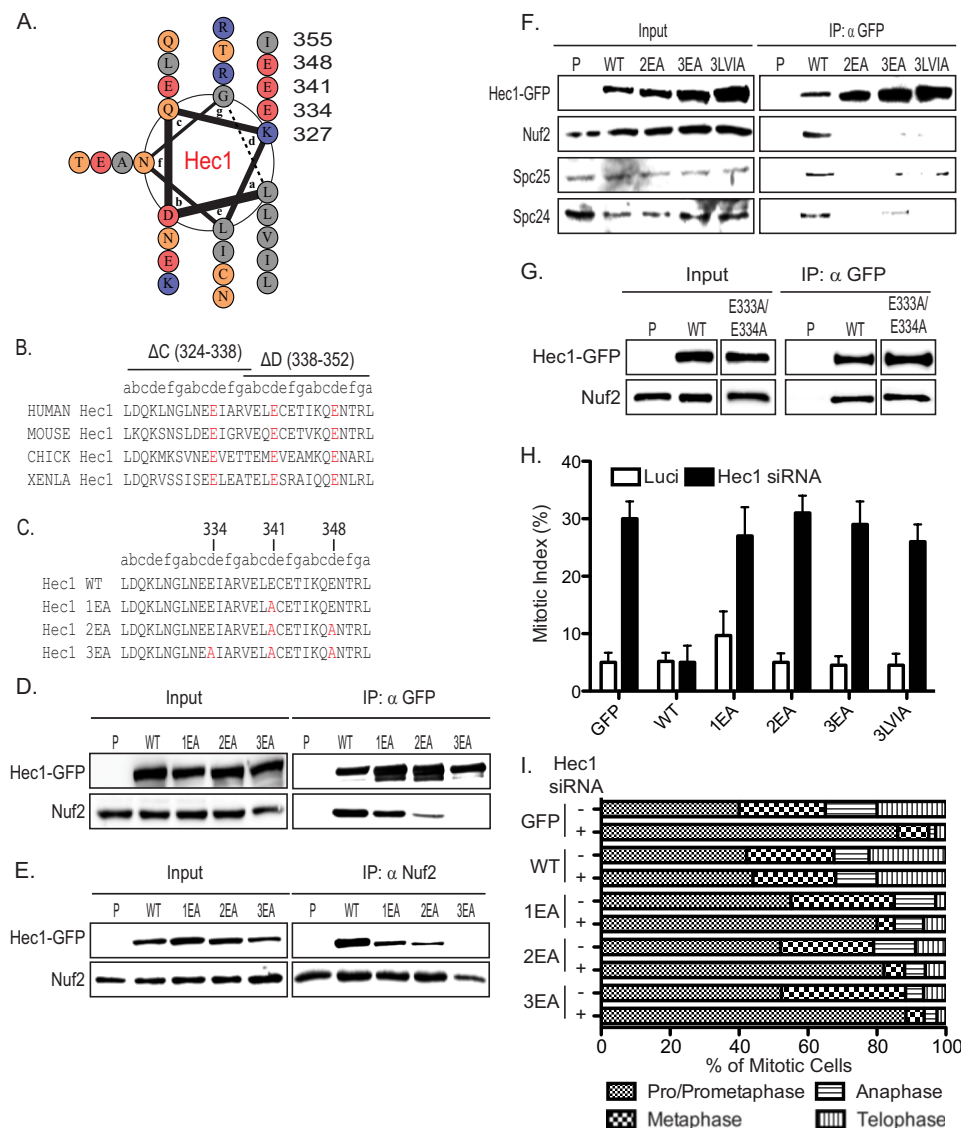 A.
Q R I 355
L T E 348
E R E 341
Q G E 334
K 327
c g d
T E A N f Hec1 a L
b e
D L L
N I V
E C I
K N L
B.
ΔC (324-338) ΔD (338-352)
abcdefgabcdefgabcdefgabcdefga
HUMAN Hec1 LDQKLNGLNEEIARVELECETIKQENTRL
MOUSE Hec1 LKQKSNSLDEEIGRVEQCECETVKQENTRL
CHICK Hec1 LDQKMKSVNEEVETTEMEVEAMKQENARL
XENLA Hec1 LDQRVSSISEELEATELESRAIQQENLRL
C.
334 341 348
abcdefgabcdefgabcdefgabcdefga
Hec1 WT LDQKLNGLNEEIARVELECETIKQENTRL
Hec1 1EA LDQKLNGLNEEIARVELACETIKQENTRL
Hec1 2EA LDQKLNGLNEEIARVELACETIKQANTRL
Hec1 3EA LDQKLNGLNEAIARVELACETIKQANTRL
D.
Input IP: α GFP
P WT 1EA 2EA 3EA WT 1EA 2EA 3EA
Hec1-GFP
Nuf2
E.
Input IP: α Nuf2
P WT 1EA 2EA 3EA P WT 1EA 2EA 3EA
Hec1-GFP
Nuf2
F.
Input IP: α GFP
P WT 2EA 3EA 3LVIA P WT 2EA 3EA 3LVIA
Hec1-GFP
Nuf2
Spc25
Spc24
G.
Input IP: α GFP
P WT E333A/ E334A P WT E333A/ E334A
Hec1-GFP
Nuf2
H.
Luci Hec1 siRNA
Mitotic Index (%)
40
30
20
10
0
GFP WT 1EA 2EA 3EA 3LVIA
I.
Hec1
siRNA
GFP - +
WT - +
1EA - +
2EA - +
3EA - +
0 20 40 60 80 100
% of Mitotic Cells
Pro/Prometaphase Anaphase
Metaphase Telophase